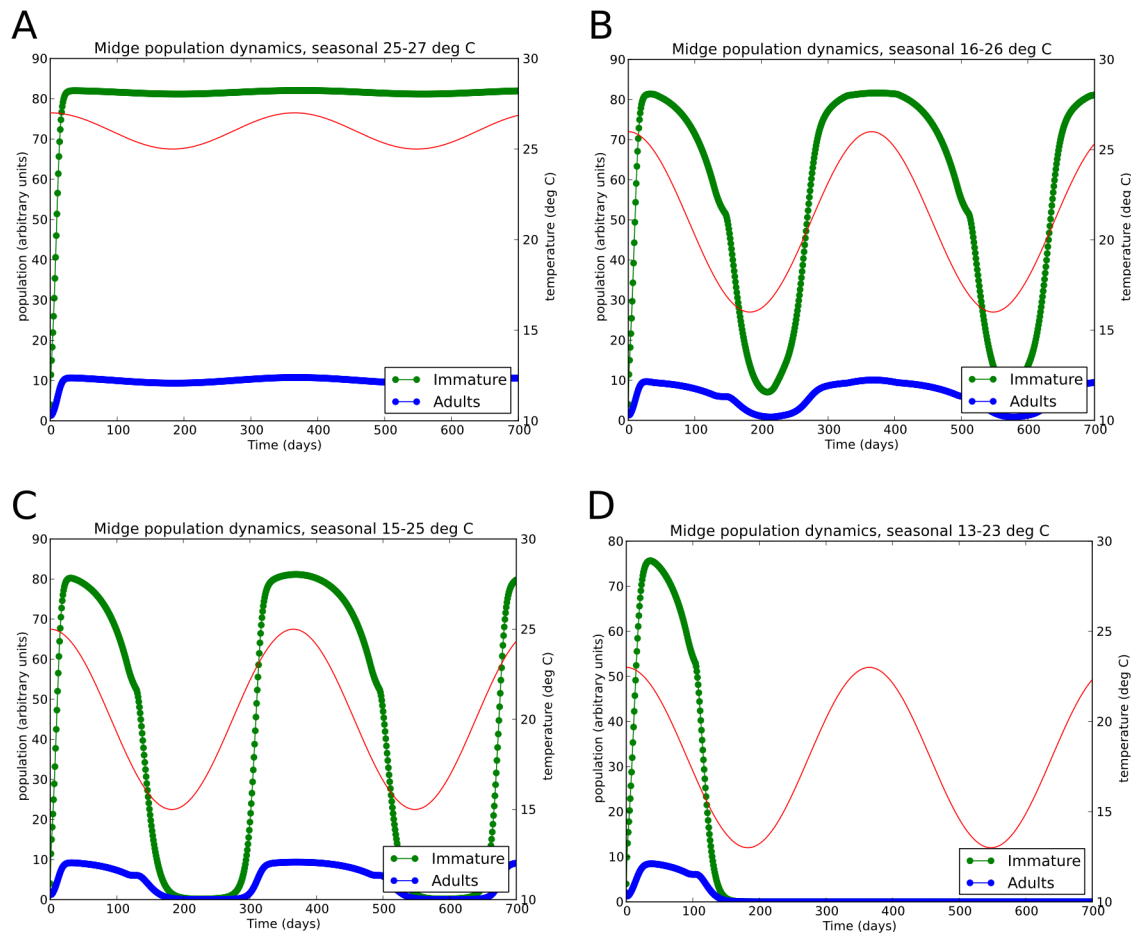 A
Midge population dynamics, seasonal 25-27 deg C
90
80
70
60
50
40
30
20
10
0
population (arbitrary units)
30
25
20
15
10
temperature (deg C)
Immature
Adults
0 100 200 300 400 500 600 700
Time (days)
B
Midge population dynamics, seasonal 16-26 deg C
90
80
70
60
50
40
30
20
10
0
population (arbitrary units)
30
25
20
15
10
temperature (deg C)
Immature
Adults
0 100 200 300 400 500 600 700
Time (days)
C
Midge population dynamics, seasonal 15-25 deg C
90
80
70
60
50
40
30
20
10
0
population (arbitrary units)
30
25
20
15
10
temperature (deg C)
Immature
Adults
0 100 200 300 400 500 600 700
Time (days)
D
Midge population dynamics, seasonal 13-23 deg C
80
70
60
50
40
30
20
10
0
population (arbitrary units)
30
25
20
15
10
temperature (deg C)
Immature
Adults
0 100 200 300 400 500 600 700
Time (days)